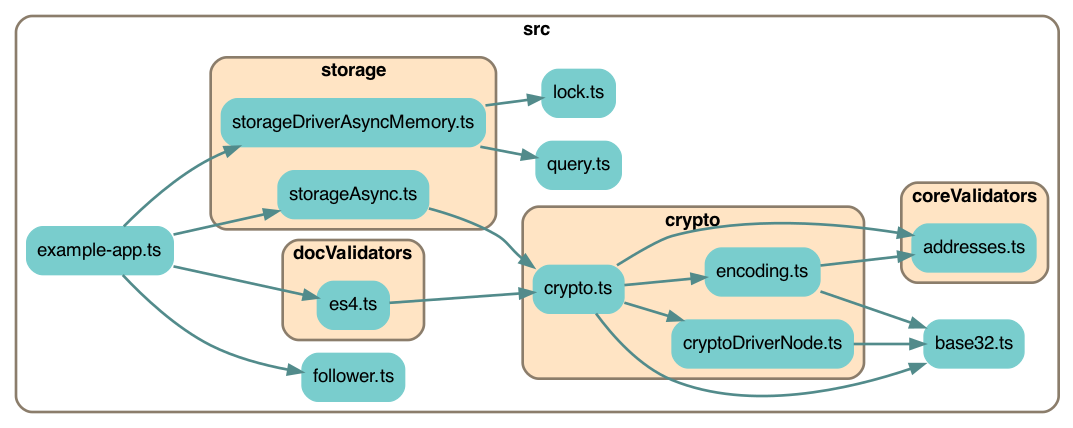 src
storage
storageDriverAsyncMemory.ts
storageAsync.ts
lock.ts
query.ts
example-app.ts
docValidators
es4.ts
follower.ts
crypto
crypto.ts
encoding.ts
cryptoDriverNode.ts
coreValidators
addresses.ts
base32.ts